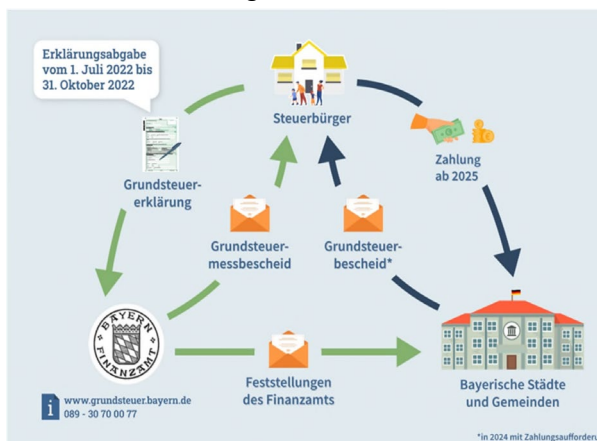 Erklärungsabgabe
vom 1. Juli 2022 bis
31. Oktober 2022
Steuerbürger
Grundsteuer-
erklärung
Zahlung
ab 2025
Grundsteuer-
messbescheid
Grundsteuer-
bescheid*
BAYERN
FINANZAMT
Feststellungen
des Finanzamts
Bayerische Städte
und Gemeinden
i
www.grundsteuer.bayern.de
089 - 30 70 00 77
*in 2024 mit Zahlungsaufforden